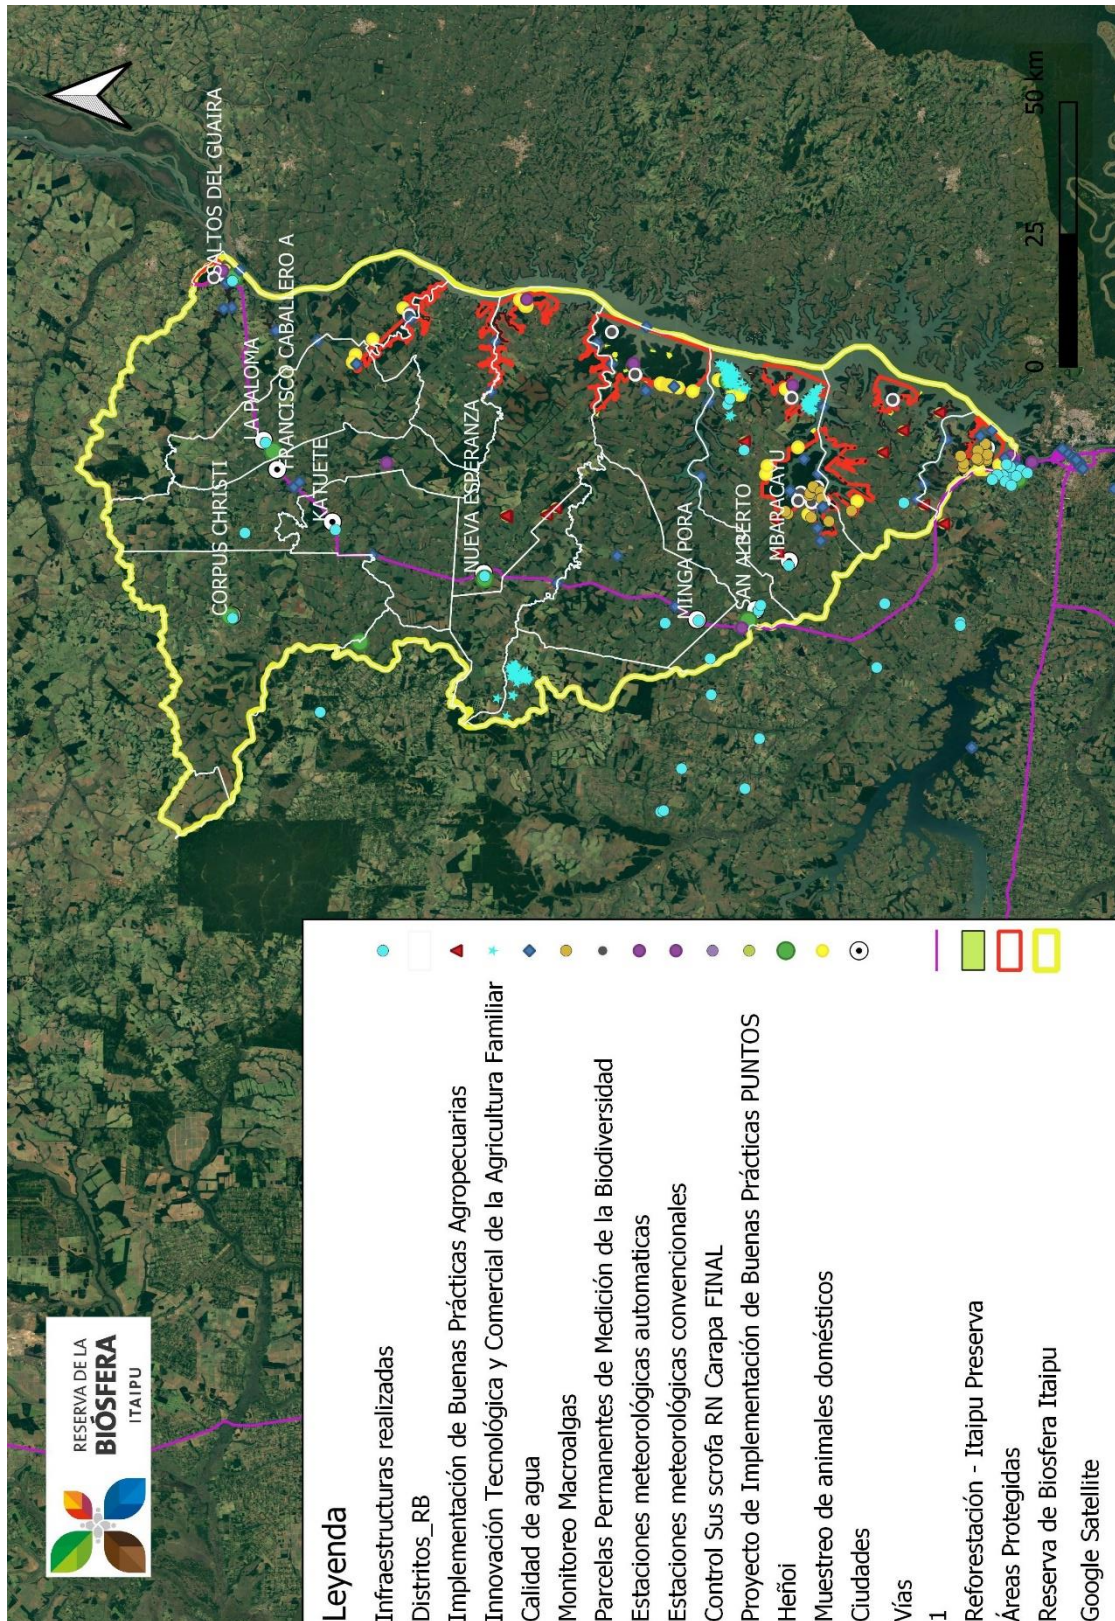 RESERVA DE LA
BIÓSFERA
ITAIPU
SALTOS DEL GUAIRA
LA PALOMA
FRANCISCO CABALLERO A
CORPUS CHRISTI
KATUETE
NUEVA ESPERANZA
MINGA PORA
SAN ALBERTO
MBARACAYU
0 25 50 km
Leyenda
Infraestructuras realizadas
Distritos_RB
Implementación de Buenas Prácticas Agropecuarias
Innovación Tecnológica y Comercial de la Agricultura Familiar
Calidad de agua
Monitoreo Macroalgas
Parcelas Permanentes de Medición de la Biodiversidad
Estaciones meteorológicas automaticas
Estaciones meteorológicas convencionales
Control Sus scrofa RN Carapa FINAL
Proyecto de Implementación de Buenas Prácticas PUNTOS
Heñoi
Muestreo de animales domésticos
Ciudades
Vías
1
Reforestación - Itaipu Preserva
Áreas Protegidas
Reserva de Biosfera Itaipu
Google Satellite